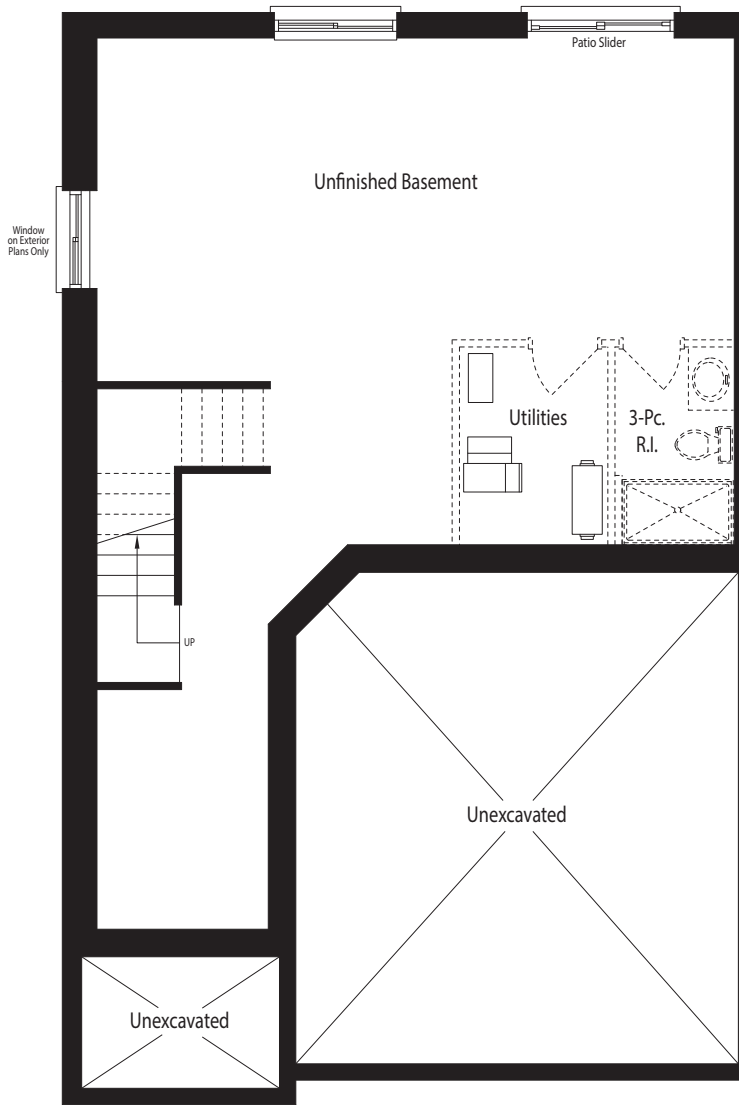 Patio Slider
Unfinished Basement
Window
on Exterior
Plans Only
Utilities
3-Pc.
R.I.
UP
Unexcavated
Unexcavated